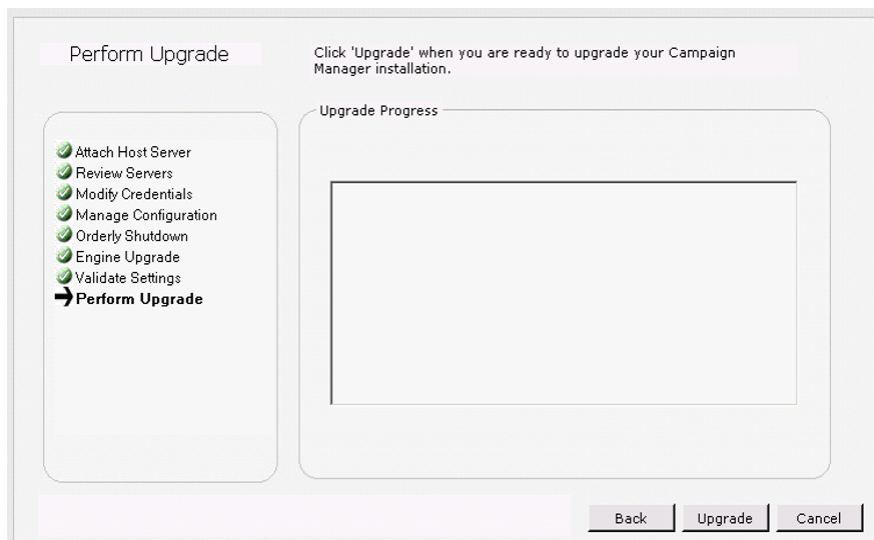 Perform Upgrade
Click 'Upgrade' when you are ready to upgrade your Campaign
Manager installation.
Attach Host Server
Review Servers
Modify Credentials
Manage Configuration
Orderly Shutdown
Engine Upgrade
Validate Settings
Perform Upgrade
Upgrade Progress
Back
Upgrade
Cancel